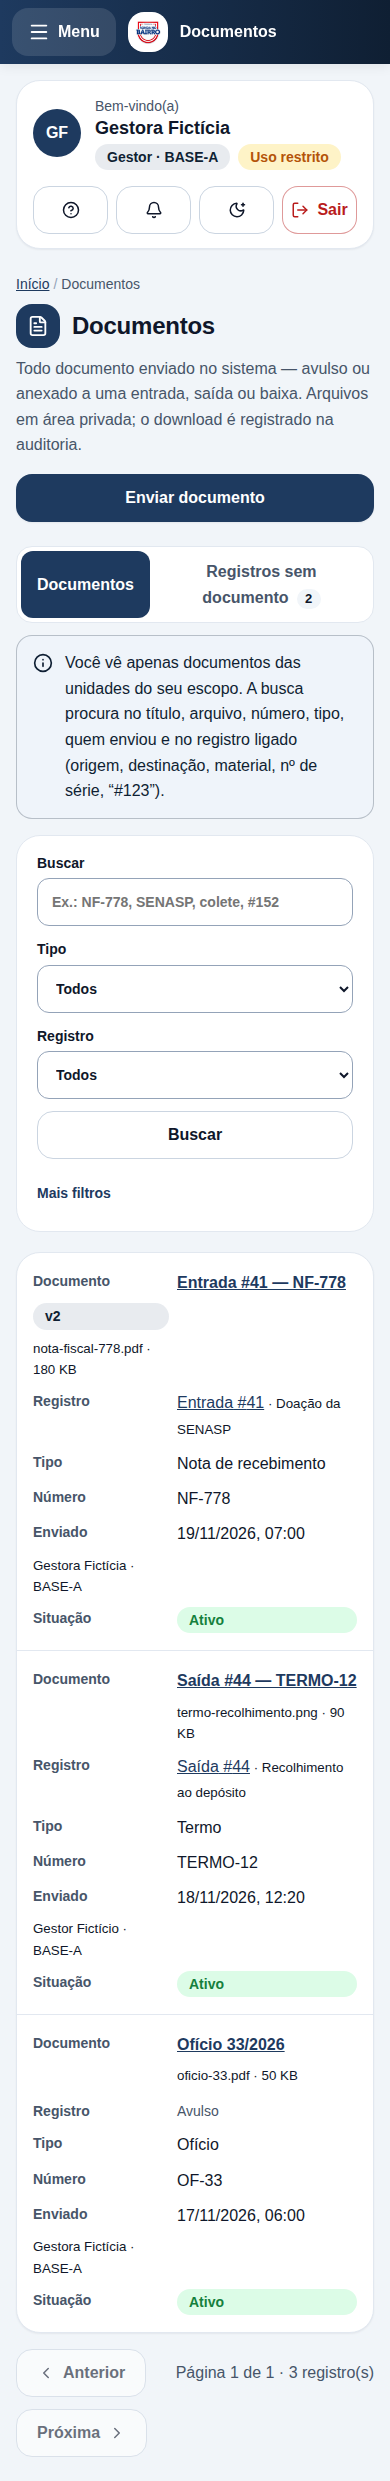 Menu
BAIRRO
Documentos
GF
Bem-vindo(a)
Gestora Fictícia
Gestor · BASE-A
Uso restrito
Sair
Início / Documentos
Documentos
Todo documento enviado no sistema — avulso ou
anexado a uma entrada, saída ou baixa. Arquivos
em área privada; o download é registrado na
auditoria.
Enviar documento
Documentos
Registros sem
documento 2
Você vê apenas documentos das
unidades do seu escopo. A busca
procura no título, arquivo, número, tipo,
quem enviou e no registro ligado
(origem, destinação, material, nº de
série, “#123”).
Buscar
Ex.: NF-778, SENASP, colete, #152
Tipo
Todos
Registro
Todos
Buscar
Mais filtros
Documento Entrada #41 — NF-778
v2
nota-fiscal-778.pdf ·
180 KB
Registro Entrada #41 · Doação da
SENASP
Tipo Nota de recebimento
Número NF-778
Enviado 19/11/2026, 07:00
Gestora Fictícia ·
BASE-A
Situação Ativo
Documento Saída #44 — TERMO-12
termo-recolhimento.png · 90
KB
Registro Saída #44 · Recolhimento
ao depósito
Tipo Termo
Número TERMO-12
Enviado 18/11/2026, 12:20
Gestor Fictício ·
BASE-A
Situação Ativo
Documento Ofício 33/2026
oficio-33.pdf · 50 KB
Registro Avulso
Tipo Ofício
Número OF-33
Enviado 17/11/2026, 06:00
Gestora Fictícia ·
BASE-A
Situação Ativo
Anterior
Página 1 de 1 · 3 registro(s)
Próxima